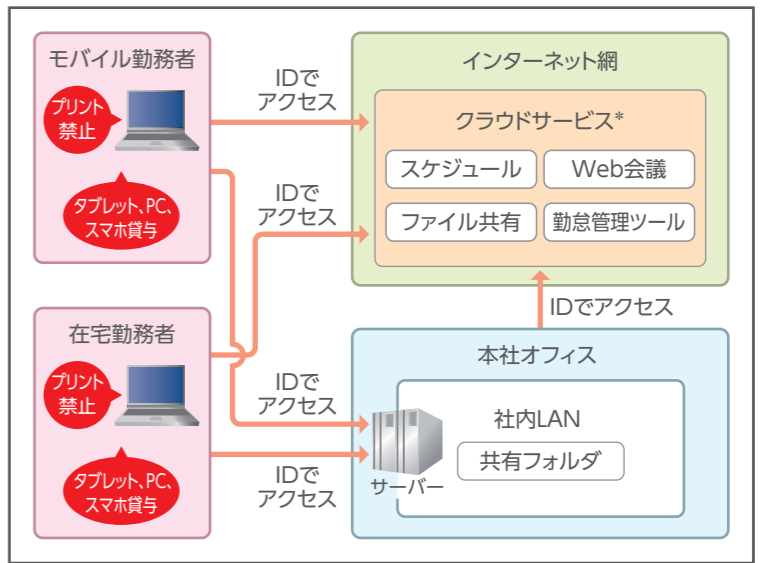 モバイル勤務者
プリント
禁止
タブレット、PC、
スマホ貸与
IDで
アクセス
IDで
アクセス
インターネット網
クラウドサービス*
スケジュール
Web会議
ファイル共有
勤怠管理ツール
IDでアクセス
在宅勤務者
プリント
禁止
タブレット、PC、
スマホ貸与
IDで
アクセス
IDで
アクセス
本社オフィス
社内LAN
共有フォルダ
サーバー